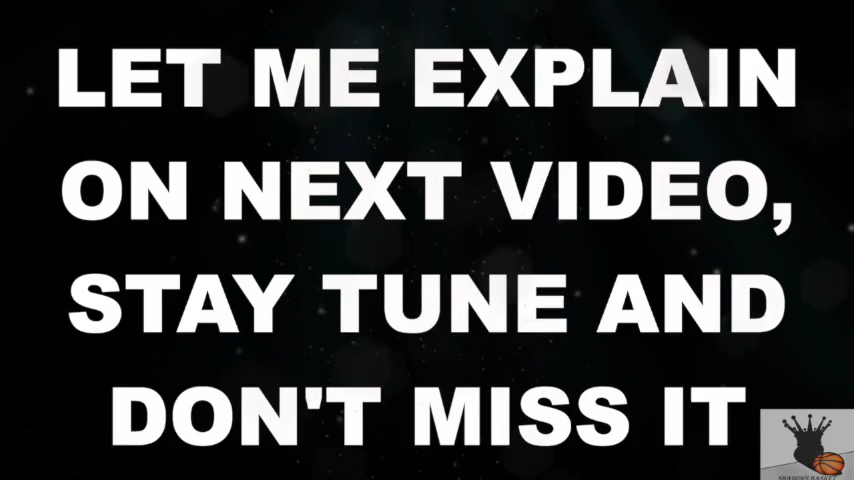 LET ME EXPLAIN
ON NEXT VIDEO,
STAY TUNE AND
DON'T MISS IT